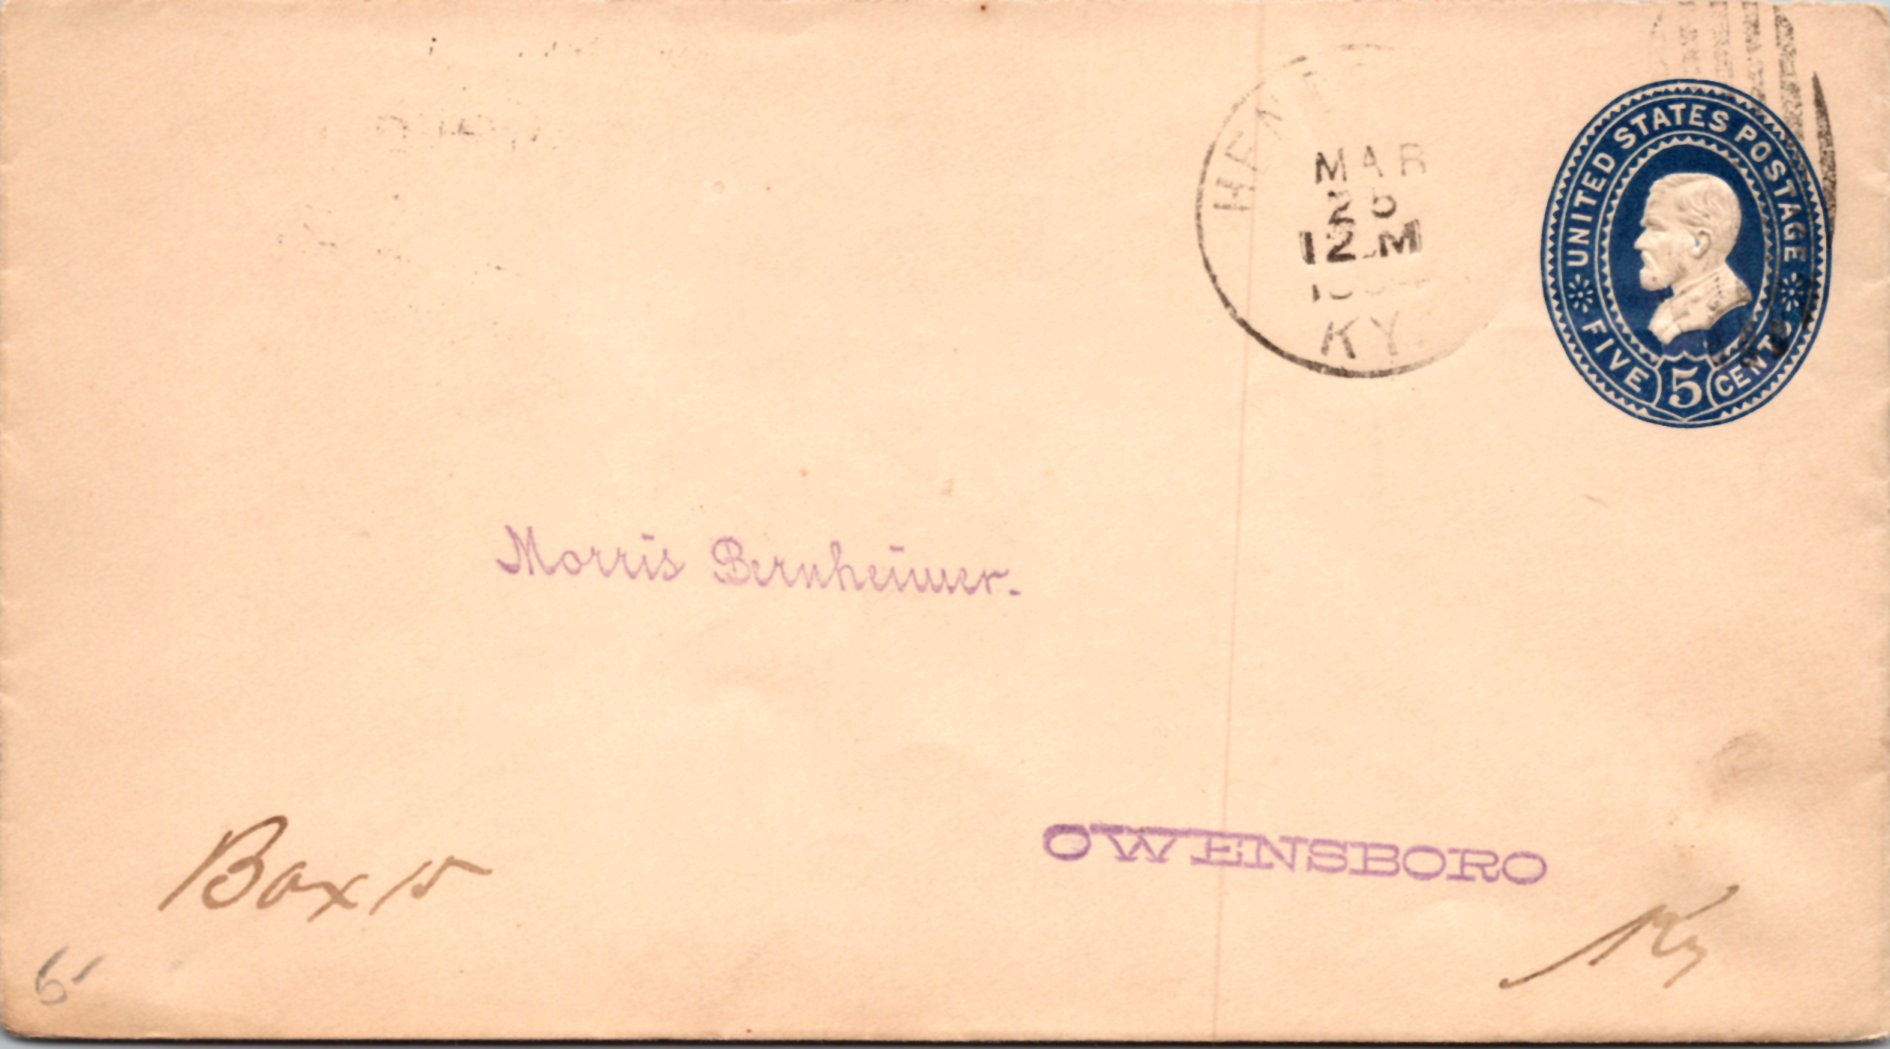 MAR
25
12 M
KY.
UNITED STATES POSTAGE
FIVE 5 CENTS
Morris Bernheimer.
OWENSBORO
Box 15
Ky
6